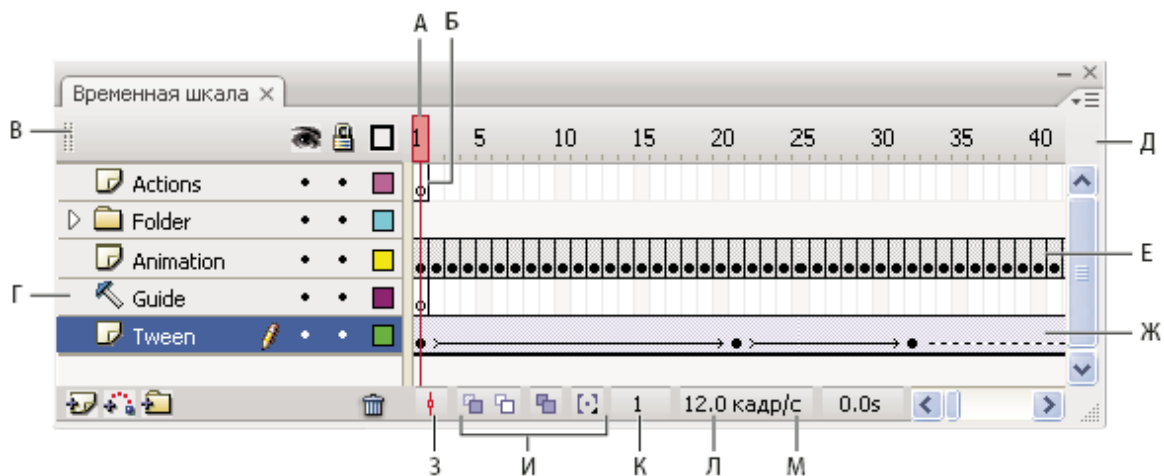 А Б
Временная шкала
В
1 5 10 15 20 25 30 35 40
Д
Actions
Folder
Animation
Е
Г
Guide
Tween
Ж
1 12.0 кадр/с 0.0s
З И К Л М